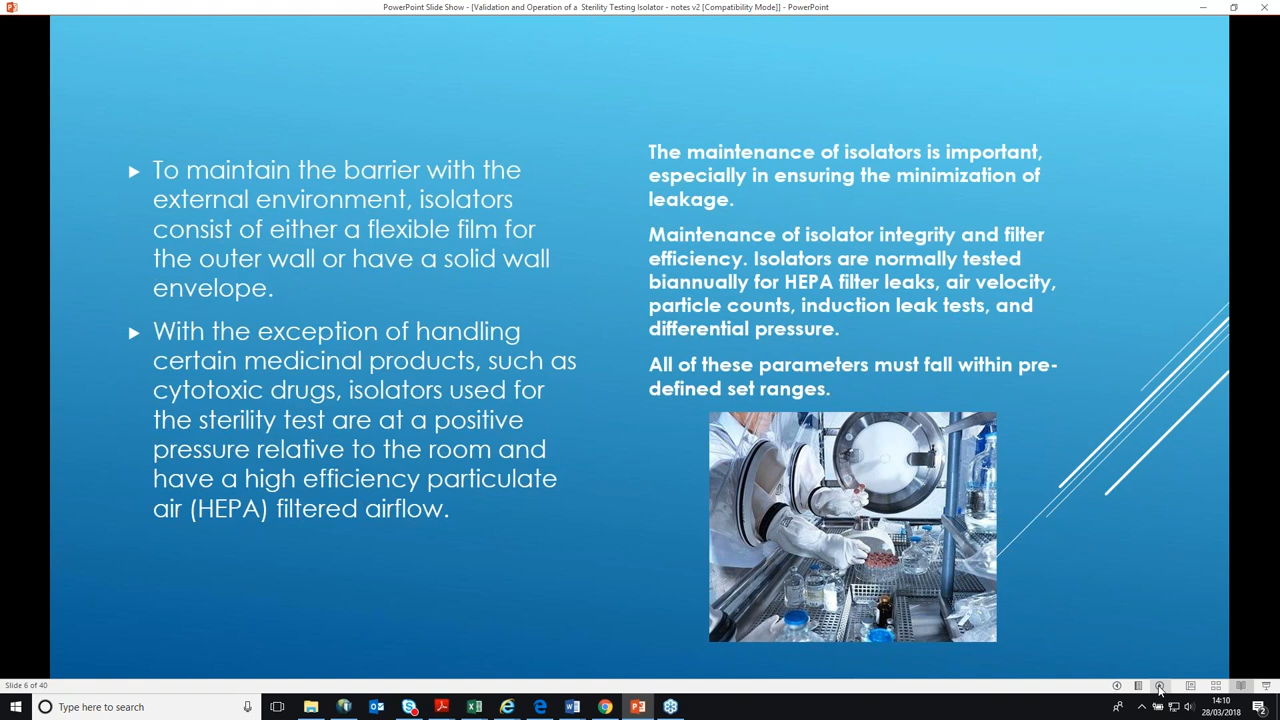 PowerPoint Slide Show - [Validation and Operation of a Sterility Testing Isolator - notes v2 [Compatibility Mode]] - PowerPoint
To maintain the barrier with the
external environment, isolators
consist of either a flexible film for
the outer wall or have a solid wall
envelope.
With the exception of handling
certain medicinal products, such as
cytotoxic drugs, isolators used for
the sterility test are at a positive
pressure relative to the room and
have a high efficiency particulate
air (HEPA) filtered airflow.
The maintenance of isolators is important,
especially in ensuring the minimization of
leakage.
Maintenance of isolator integrity and filter
efficiency. Isolators are normally tested
biannually for HEPA filter leaks, air velocity,
particle counts, induction leak tests, and
differential pressure.
All of these parameters must fall within pre-
defined set ranges.
Slide 6 of 40
Type here to search
14:10
28/03/2018
2